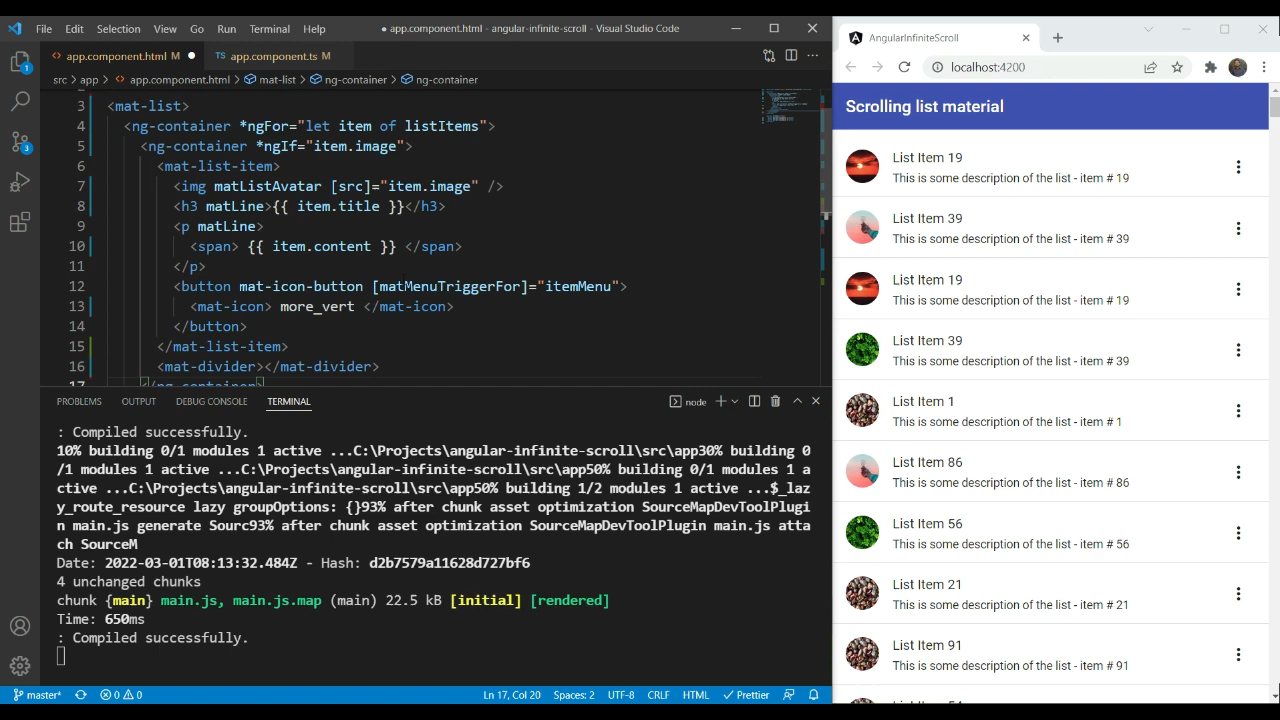 File Edit Selection View Go Run Terminal Help
● app.component.html - angular-infinite-scroll - Visual Studio Code
app.component.html M ●
TS app.component.ts M
src > app > app.component.html > mat-list > ng-container > ng-container
3 <mat-list>
4 <ng-container *ngFor="let item of listItems">
5 <ng-container *ngIf="item.image">
6 <mat-list-item>
7 <img matListAvatar [src]="item.image" />
8 <h3 matLine>{{ item.title }}</h3>
9 <p matLine>
10 <span> {{ item.content }} </span>
11 </p>
12 <button mat-icon-button [matMenuTriggerFor]="itemMenu">
13 <mat-icon> more_vert </mat-icon>
14 </button>
15 </mat-list-item>
16 <mat-divider></mat-divider>
17 </ng-container>
1
3
PROBLEMS OUTPUT DEBUG CONSOLE TERMINAL
node
: Compiled successfully.
10% building 0/1 modules 1 active ...C:\Projects\angular-infinite-scroll\src\app30% building 0
/1 modules 1 active ...C:\Projects\angular-infinite-scroll\src\app50% building 0/1 modules 1 a
ctive ...C:\Projects\angular-infinite-scroll\src\app50% building 1/2 modules 1 active ...$_laz
y_route_resource lazy groupOptions: {}93% after chunk asset optimization SourceMapDevToolPlugi
n main.js generate Sourc93% after chunk asset optimization SourceMapDevToolPlugin main.js atta
ch SourceM
Date: 2022-03-01T08:13:32.484Z - Hash: d2b7579a11628d727bf6
4 unchanged chunks
chunk {main} main.js, main.js.map (main) 22.5 kB [initial] [rendered]
Time: 650ms
: Compiled successfully.
master* 0 0 Ln 17, Col 20 Spaces: 2 UTF-8 CRLF HTML Prettier
AngularInfiniteScroll
localhost:4200
Scrolling list material
List Item 19
This is some description of the list - item # 19
List Item 39
This is some description of the list - item # 39
List Item 19
This is some description of the list - item # 19
List Item 39
This is some description of the list - item # 39
List Item 1
This is some description of the list - item # 1
List Item 86
This is some description of the list - item # 86
List Item 56
This is some description of the list - item # 56
List Item 21
This is some description of the list - item # 21
List Item 91
This is some description of the list - item # 91